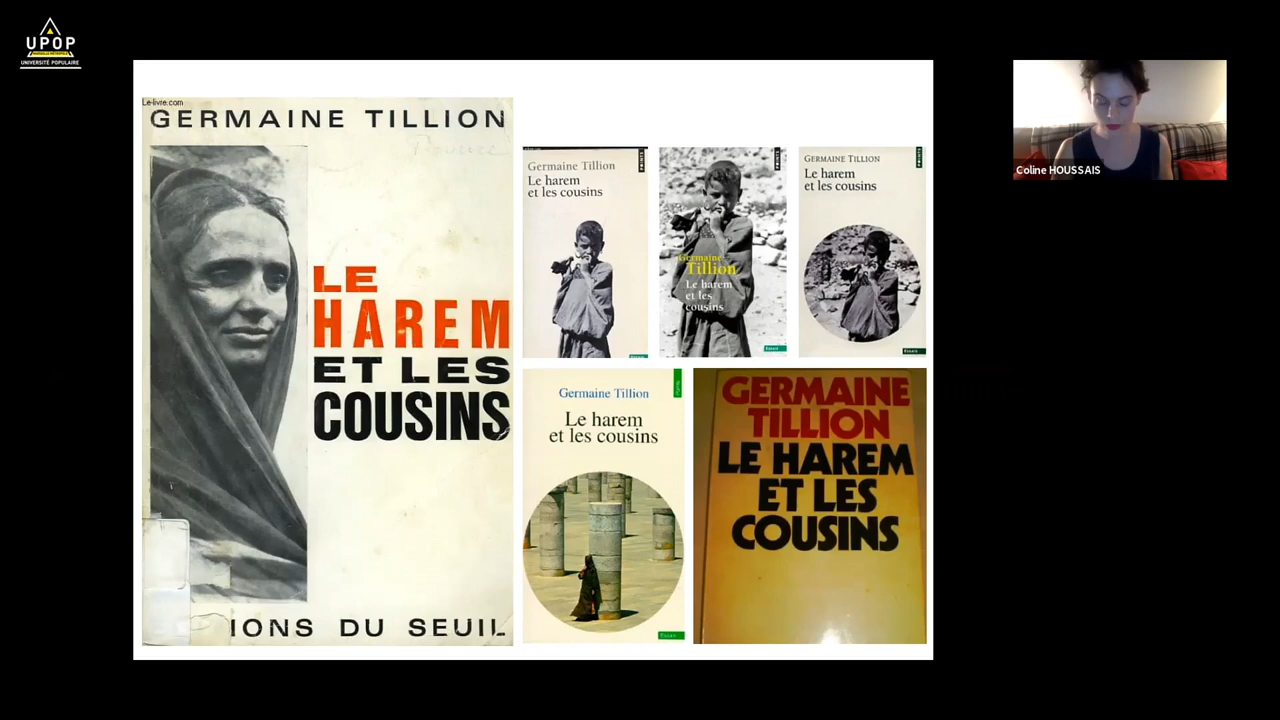 UPOP
UNIVERSITÉ POPULAIRE
Le-livre.com
GERMAINE TILLION
LE
HAREM
ET LES
COUSINS
IONS DU SEUIL
Germaine Tillion
Le harem
et les cousins
Germaine
Tillion
Le harem
et les
cousins
GERMAINE TILLION
Le harem
et les cousins
Germaine Tillion
Le harem
et les cousins
GERMAINE
TILLION
LE HAREM
ET LES
COUSINS
Coline HOUSSAIS